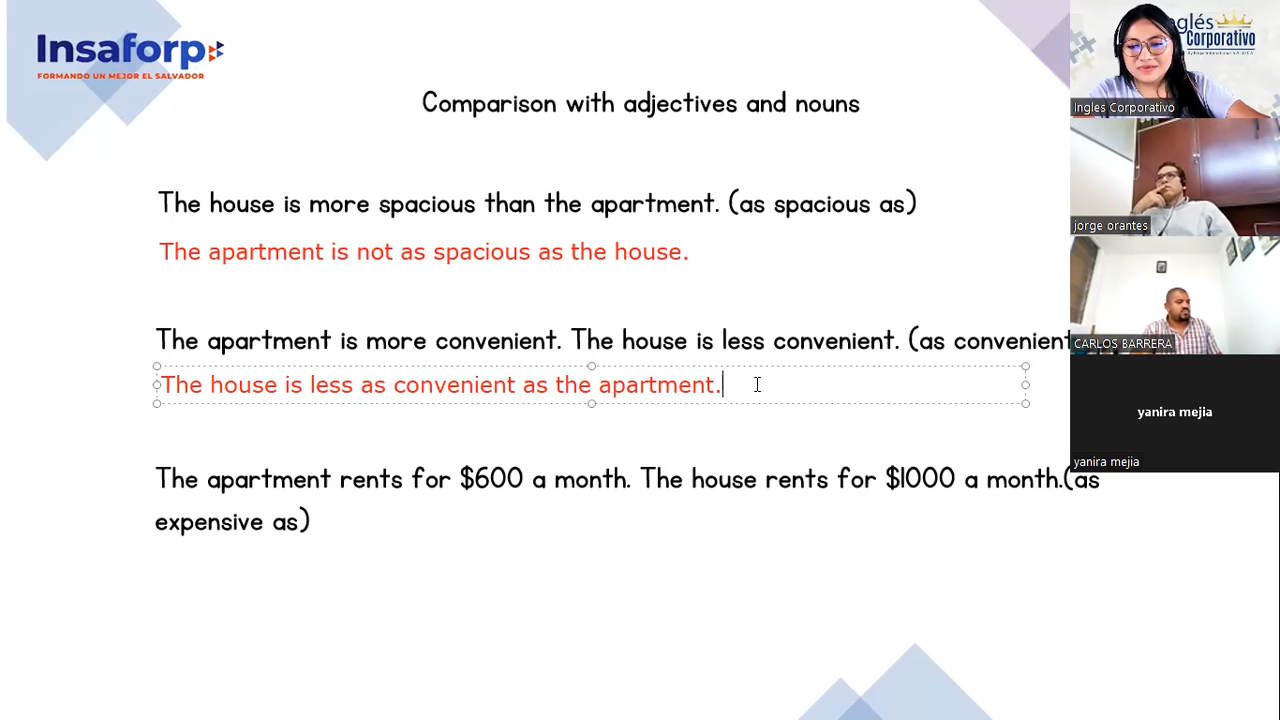 Insaforp
FORMANDO UN MEJOR EL SALVADOR
Comparison with adjectives and nouns
The house is more spacious than the apartment. (as spacious as)
The apartment is not as spacious as the house.
The apartment is more convenient. The house is less convenient. (as convenient
The house is less as convenient as the apartment.
The apartment rents for $600 a month. The house rents for $1000 a month.(as
expensive as)
Inglés
Corporativo
Ingles Corporativo
jorge orantes
CARLOS BARRERA
yanira mejia
yanira mejia